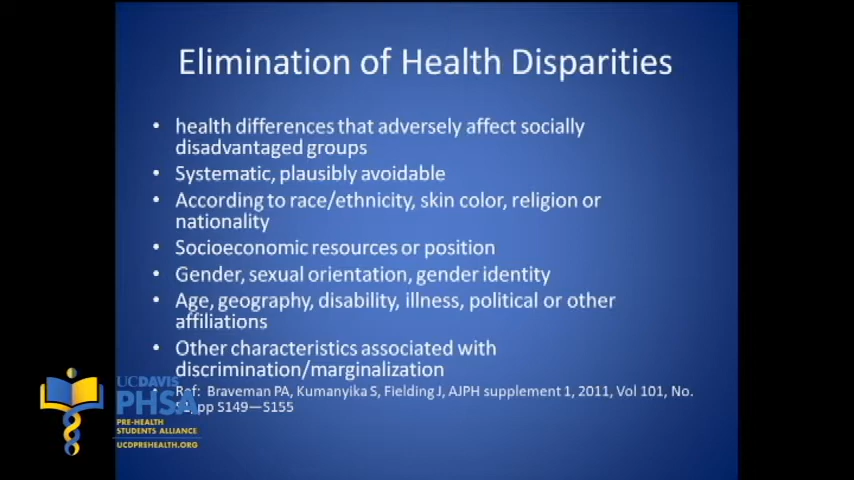 Elimination of Health Disparities
• health differences that adversely affect socially
disadvantaged groups
• Systematic, plausibly avoidable
• According to race/ethnicity, skin color, religion or
nationality
• Socioeconomic resources or position
• Gender, sexual orientation, gender identity
• Age, geography, disability, illness, political or other
affiliations
• Other characteristics associated with
discrimination/marginalization
• Ref: Braveman PA, Kumanyika S, Fielding J, AJPH supplement 1, 2011, Vol 101, No.
pp S149—S155
UCDAVIS
PHSA
PRE-HEALTH
STUDENTS ALLIANCE
UCDPREHEALTH.ORG